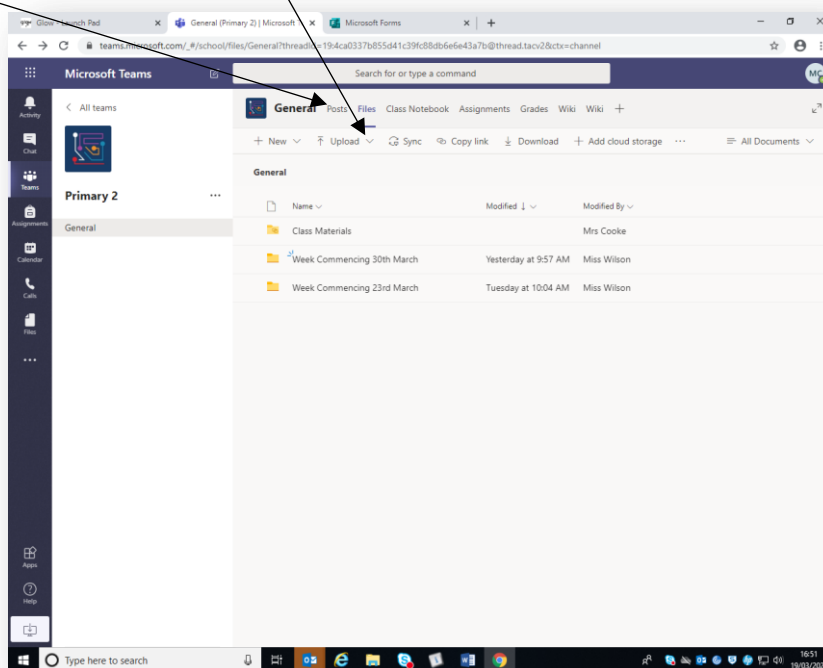 Glow - Launch Pad
General (Primary 2) | Microsoft
Microsoft Forms
teams.microsoft.com/_#/school/files/General?threadId=19:4ca0337b855d41c39fc88db6e6e43a7b@thread.tacv2&ctx=channel
Microsoft Teams
Search for or type a command
MC
Activity
Chat
Teams
Assignments
Calendar
Calls
Files
Apps
Help
All teams
Primary 2
General
General Posts Files Class Notebook Assignments Grades Wiki Wiki
New Upload Sync Copy link Download Add cloud storage All Documents
General
Name Modified Modified By
Class Materials Mrs Cooke
Week Commencing 30th March Yesterday at 9:57 AM Miss Wilson
Week Commencing 23rd March Tuesday at 10:04 AM Miss Wilson
Type here to search
16:51